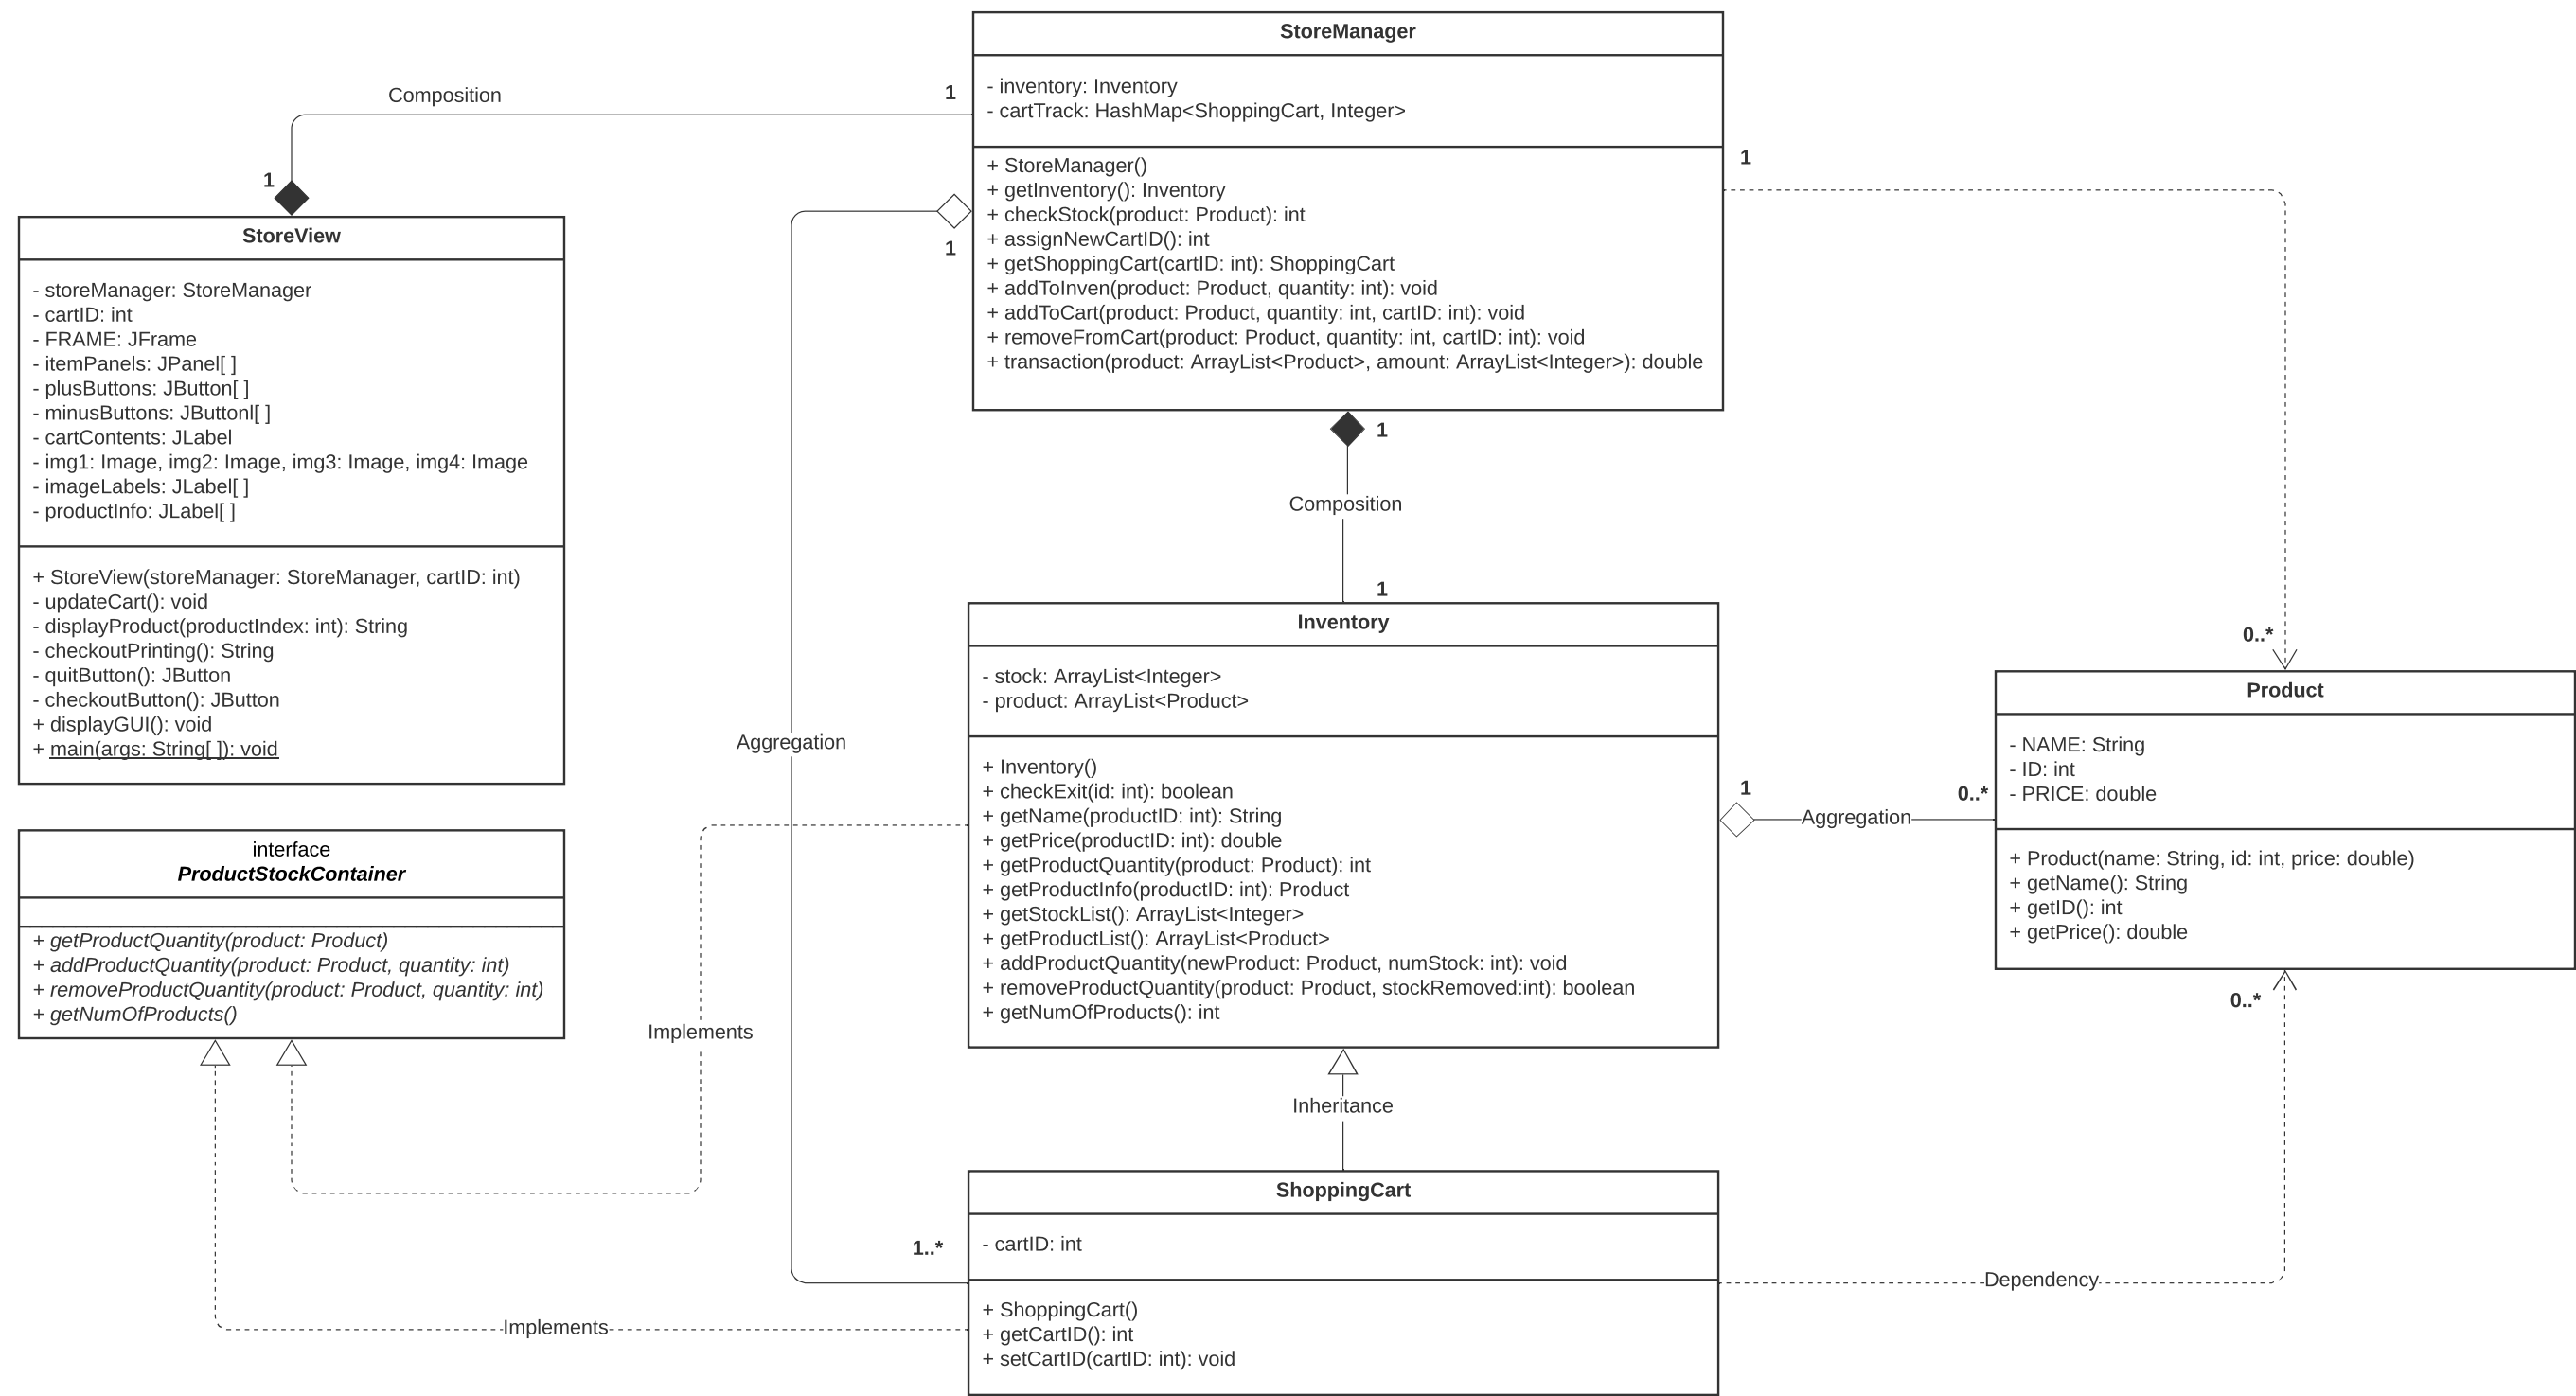 StoreManager
- inventory: Inventory
- cartTrack: HashMap<ShoppingCart, Integer>
+ StoreManager()
+ getInventory(): Inventory
+ checkStock(product: Product): int
+ assignNewCartID(): int
+ getShoppingCart(cartID: int): ShoppingCart
+ addToInven(product: Product, quantity: int): void
+ addToCart(product: Product, quantity: int, cartID: int): void
+ removeFromCart(product: Product, quantity: int, cartID: int): void
+ transaction(product: ArrayList<Product>, amount: ArrayList<Integer>): double
Composition
1
1
1
1
StoreView
- storeManager: StoreManager
- cartID: int
- FRAME: JFrame
- itemPanels: JPanel[ ]
- plusButtons: JButton[ ]
- minusButtons: JButtonl[ ]
- cartContents: JLabel
- img1: Image, img2: Image, img3: Image, img4: Image
- imageLabels: JLabel[ ]
- productInfo: JLabel[ ]
+ StoreView(storeManager: StoreManager, cartID: int)
- updateCart(): void
- displayProduct(productIndex: int): String
- checkoutPrinting(): String
- quitButton(): JButton
- checkoutButton(): JButton
+ displayGUI(): void
+ main(args: String[ ]): void
1
Composition
1
Inventory
- stock: ArrayList<Integer>
- product: ArrayList<Product>
+ Inventory()
+ checkExit(id: int): boolean
+ getName(productID: int): String
+ getPrice(productID: int): double
+ getProductQuantity(product: Product): int
+ getProductInfo(productID: int): Product
+ getStockList(): ArrayList<Integer>
+ getProductList(): ArrayList<Product>
+ addProductQuantity(newProduct: Product, numStock: int): void
+ removeProductQuantity(product: Product, stockRemoved:int): boolean
+ getNumOfProducts(): int
0..*
Product
- NAME: String
- ID: int
- PRICE: double
+ Product(name: String, id: int, price: double)
+ getName(): String
+ getID(): int
+ getPrice(): double
1
Aggregation
0..*
0..*
Aggregation
interface
ProductStockContainer
+ getProductQuantity(product: Product)
+ addProductQuantity(product: Product, quantity: int)
+ removeProductQuantity(product: Product, quantity: int)
+ getNumOfProducts()
Implements
Inheritance
ShoppingCart
- cartID: int
+ ShoppingCart()
+ getCartID(): int
+ setCartID(cartID: int): void
1..*
Dependency
Implements